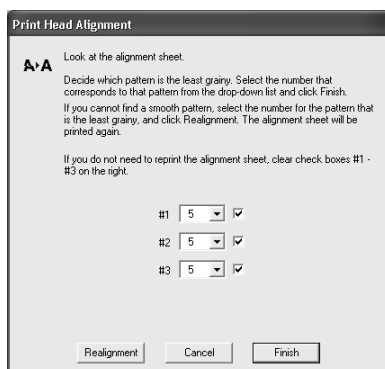 Print Head Alignment
A▸A
Look at the alignment sheet.
Decide which pattern is the least grainy. Select the number that
corresponds to that pattern from the drop-down list and click Finish.
If you cannot find a smooth pattern, select the number for the pattern that
is the least grainy, and click Realignment. The alignment sheet will be
printed again.
If you do not need to reprint the alignment sheet, clear check boxes #1 -
#3 on the right.
#1 5
#2 5
#3 5
Realignment Cancel Finish